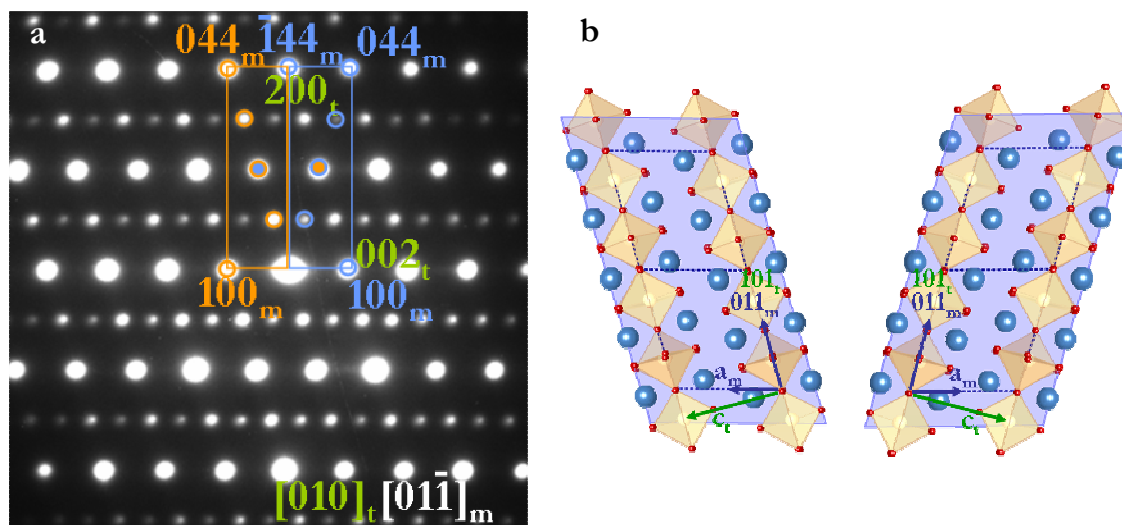 a
044ₘ
1̄44ₘ
044ₘ
200ₜ
002ₜ
100ₘ
100ₘ
[010]ₜ [011̄]ₘ
b
101ₜ
011ₘ
aₘ
cₜ
101ₜ
011ₘ
aₘ
cₜ